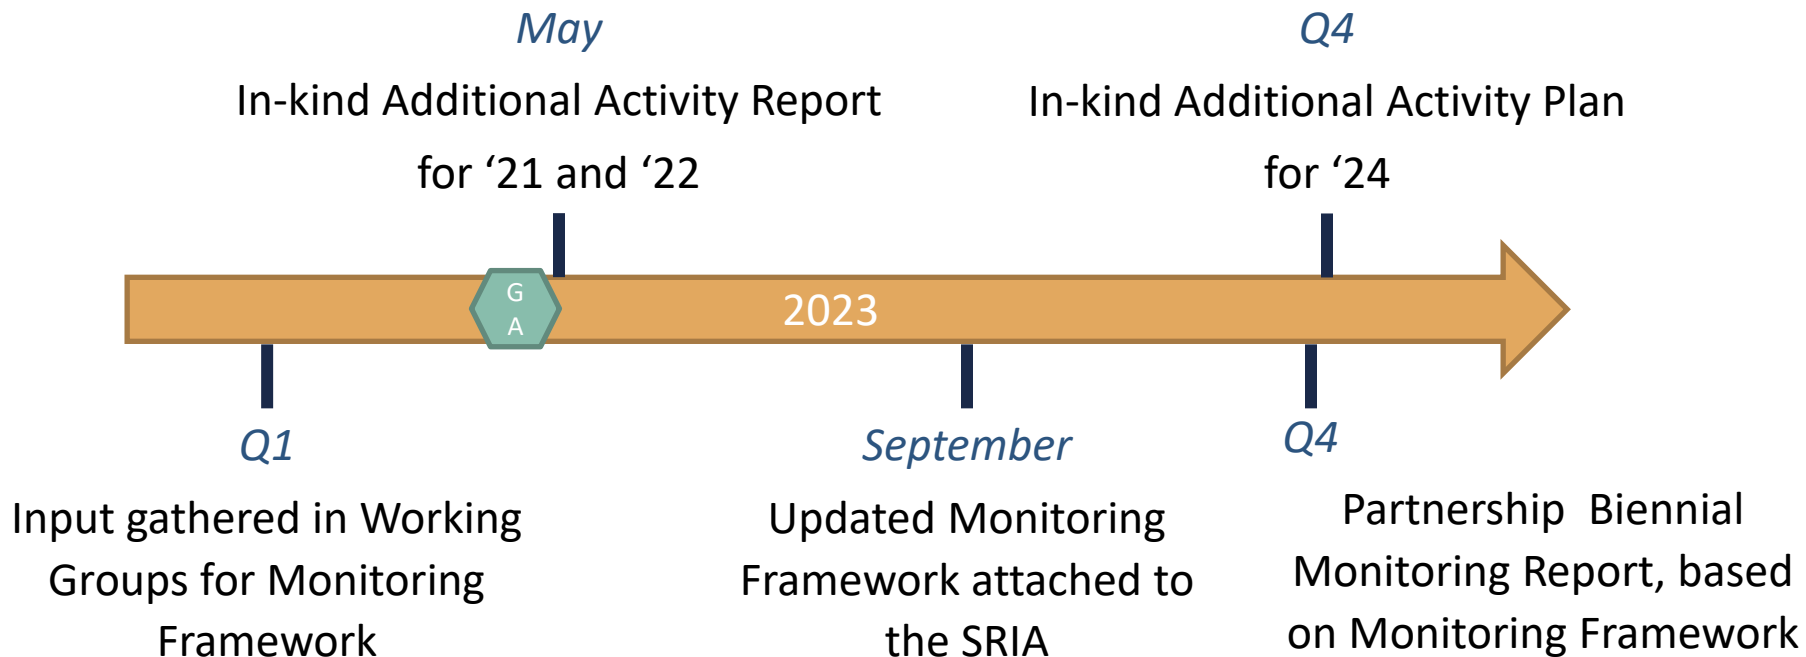 May
In-kind Additional Activity Report
for ‘21 and ‘22
Q4
In-kind Additional Activity Plan
for ‘24
G
A
2023
Q1
Input gathered in Working
Groups for Monitoring
Framework
September
Updated Monitoring
Framework attached to
the SRIA
Q4
Partnership  Biennial
Monitoring Report, based
on Monitoring Framework